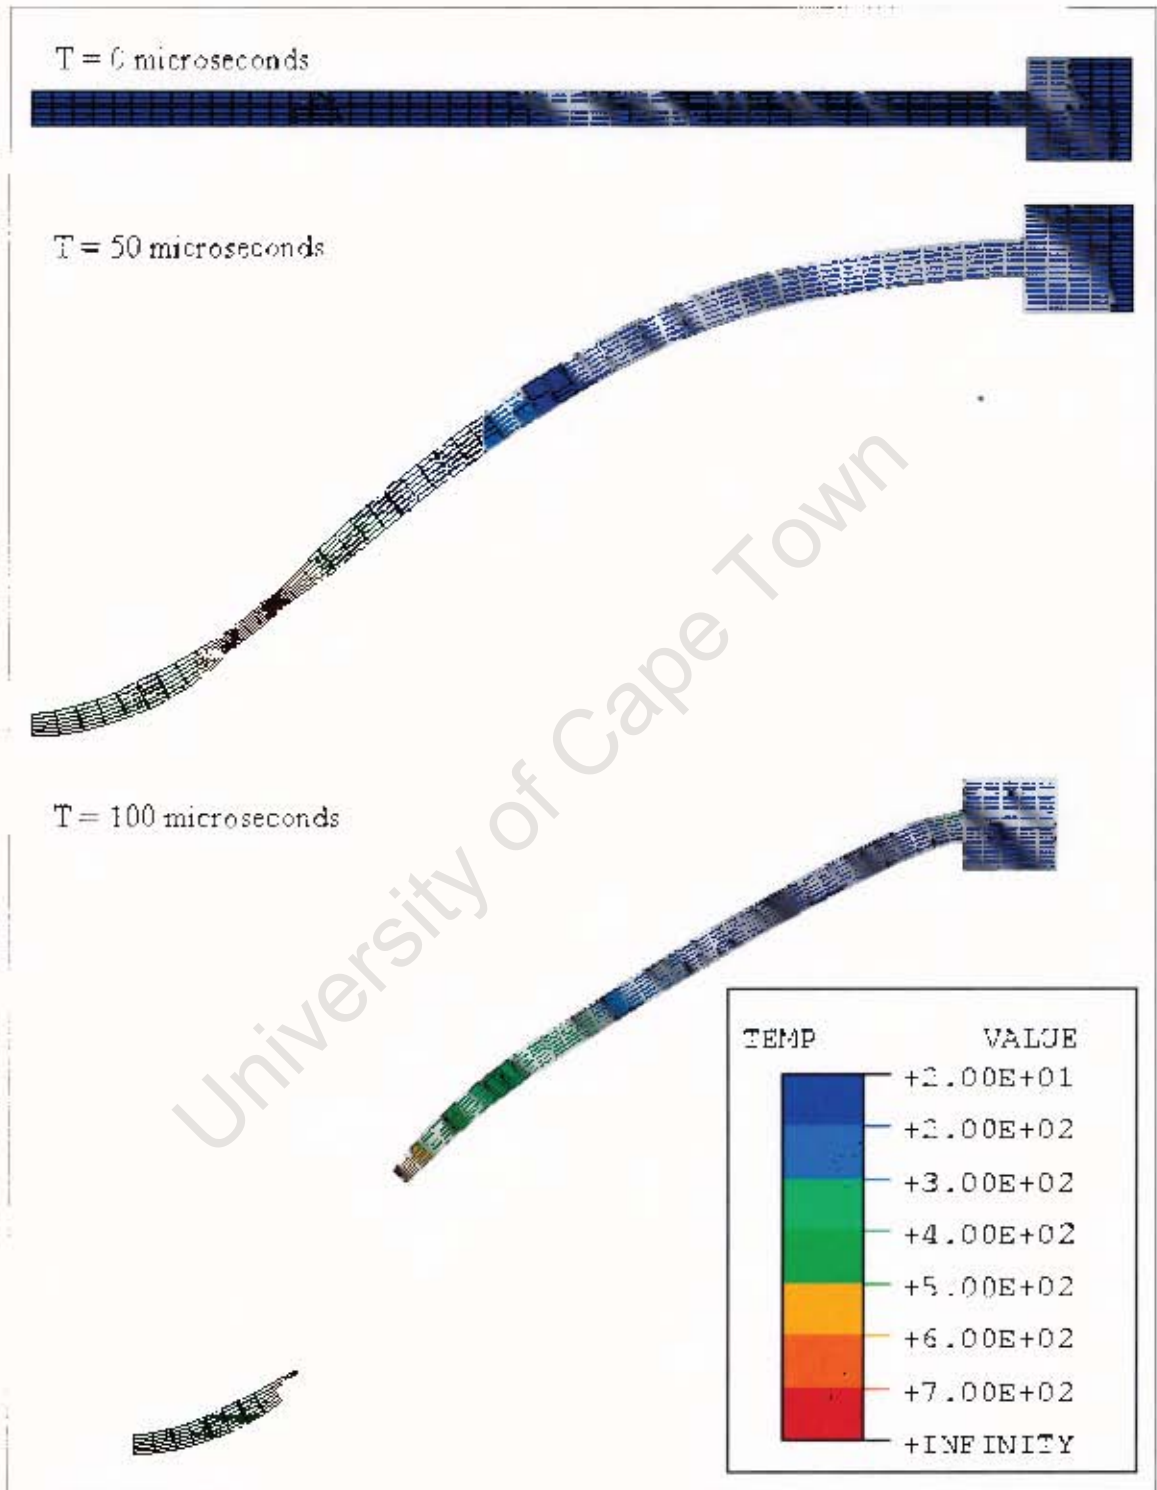 T = 0 microseconds
T = 50 microseconds
T = 100 microseconds
University of Cape Town
TEMP VALUE
+2.00E+01
+2.00E+02
+3.00E+02
+4.00E+02
+5.00E+02
+6.00E+02
+7.00E+02
+INFINITY